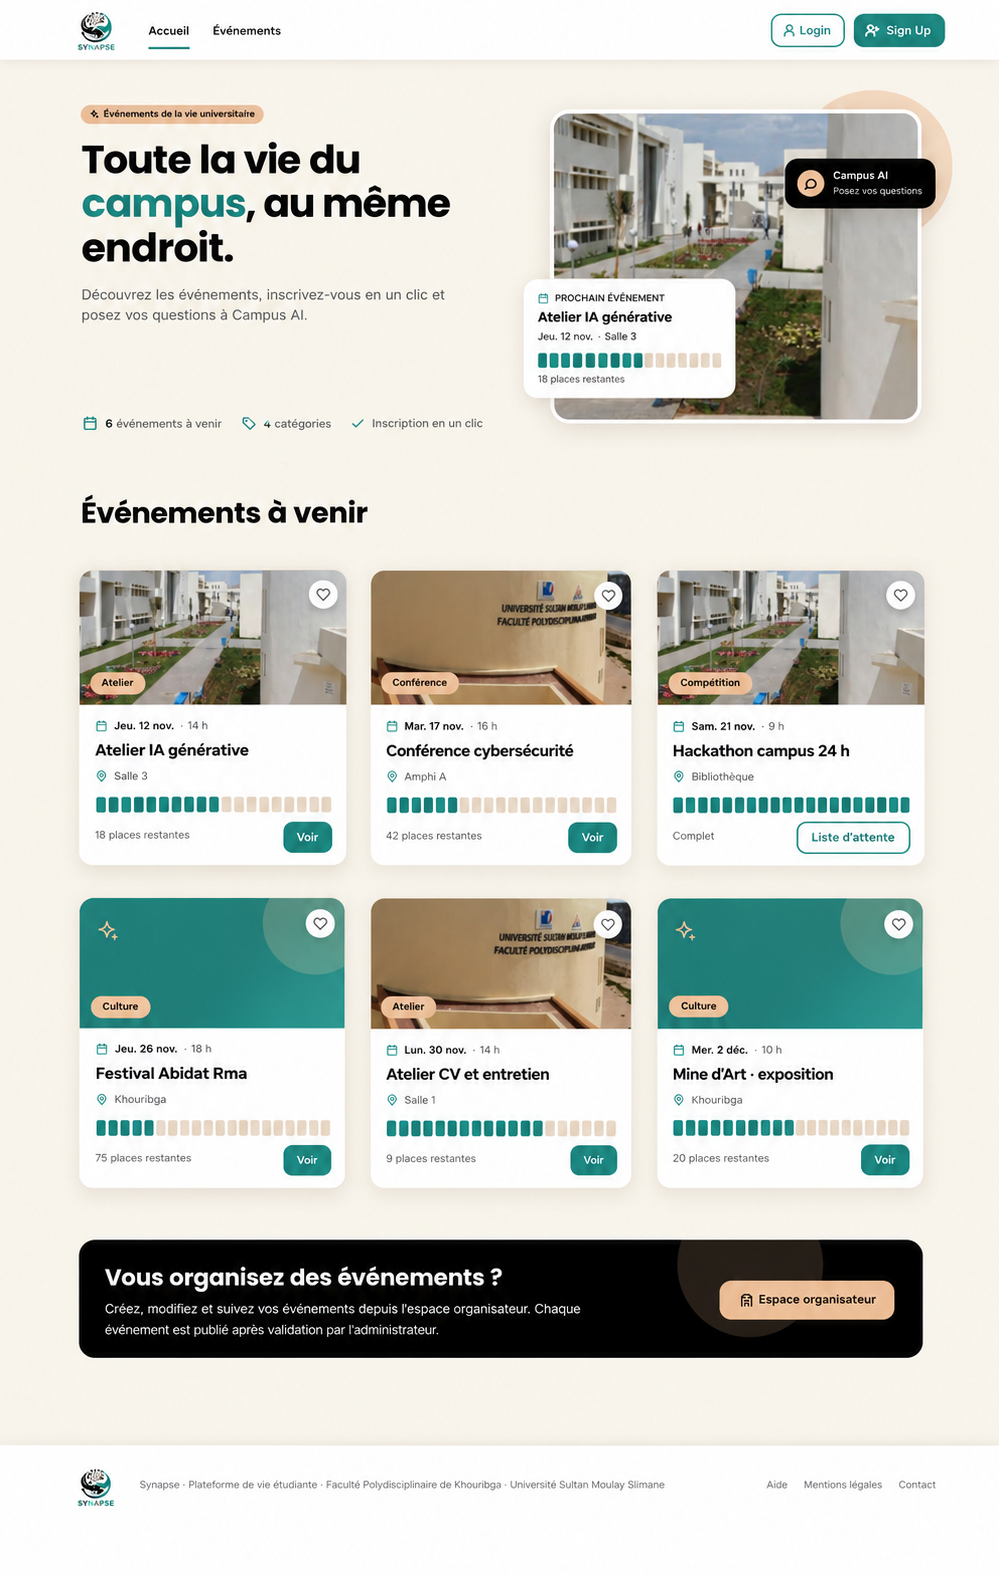 SYNAPSE
Accueil
Événements
Login
Sign Up
Événements de la vie universitaire
Toute la vie du
campus, au même
endroit.
Découvrez les événements, inscrivez-vous en un clic et
posez vos questions à Campus AI.
6 événements à venir
4 catégories
Inscription en un clic
Campus AI
Posez vos questions
PROCHAIN ÉVÉNEMENT
Atelier IA générative
Jeu. 12 nov. · Salle 3
18 places restantes
Événements à venir
Atelier
Jeu. 12 nov. · 14 h
Atelier IA générative
Salle 3
18 places restantes
Voir
UNIVERSITÉ SULTAN
FACULTÉ
Conférence
Mar. 17 nov. · 16 h
Conférence cybersécurité
Amphi A
42 places restantes
Voir
Compétition
Sam. 21 nov. · 9 h
Hackathon campus 24 h
Bibliothèque
Complet
Liste d'attente
Culture
Jeu. 26 nov. · 18 h
Festival Abidat Rma
Khouribga
75 places restantes
Voir
UNIVERSITÉ SULTAN
FACULTÉ
Atelier
Lun. 30 nov. · 14 h
Atelier CV et entretien
Salle 1
9 places restantes
Voir
Culture
Mer. 2 déc. · 10 h
Mine d'Art · exposition
Khouribga
20 places restantes
Voir
Vous organisez des événements ?
Créez, modifiez et suivez vos événements depuis l'espace organisateur. Chaque
événement est publié après validation par l'administrateur.
Espace organisateur
SYNAPSE
Synapse · Plateforme de vie étudiante · Faculté Polydisciplinaire de Khouribga · Université Sultan Moulay Slimane
Aide
Mentions légales
Contact